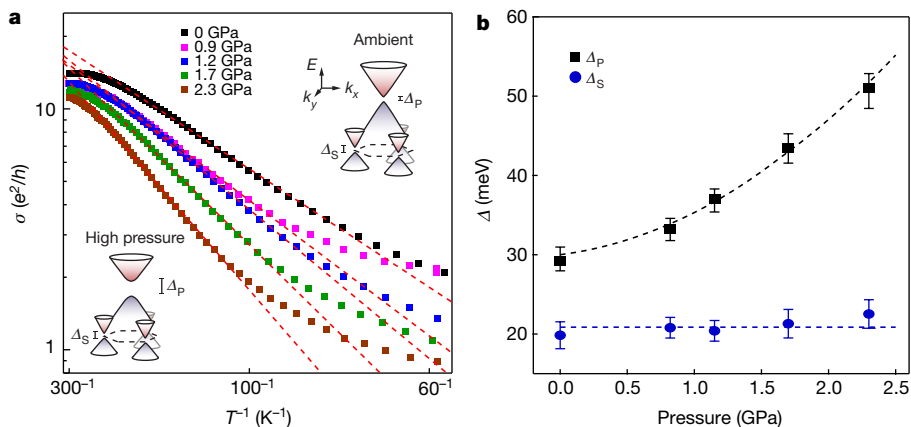 a
0 GPa
0.9 GPa
1.2 GPa
1.7 GPa
2.3 GPa
Ambient
E
k_y
k_x
Δ_P
Δ_S
High pressure
Δ_P
Δ_S
σ (e²/h)
10
1
300⁻¹
100⁻¹
60⁻¹
T⁻¹ (K⁻¹)
b
Δ_P
Δ_S
Δ (meV)
60
50
40
30
20
10
0.0
0.5
1.0
1.5
2.0
2.5
Pressure (GPa)